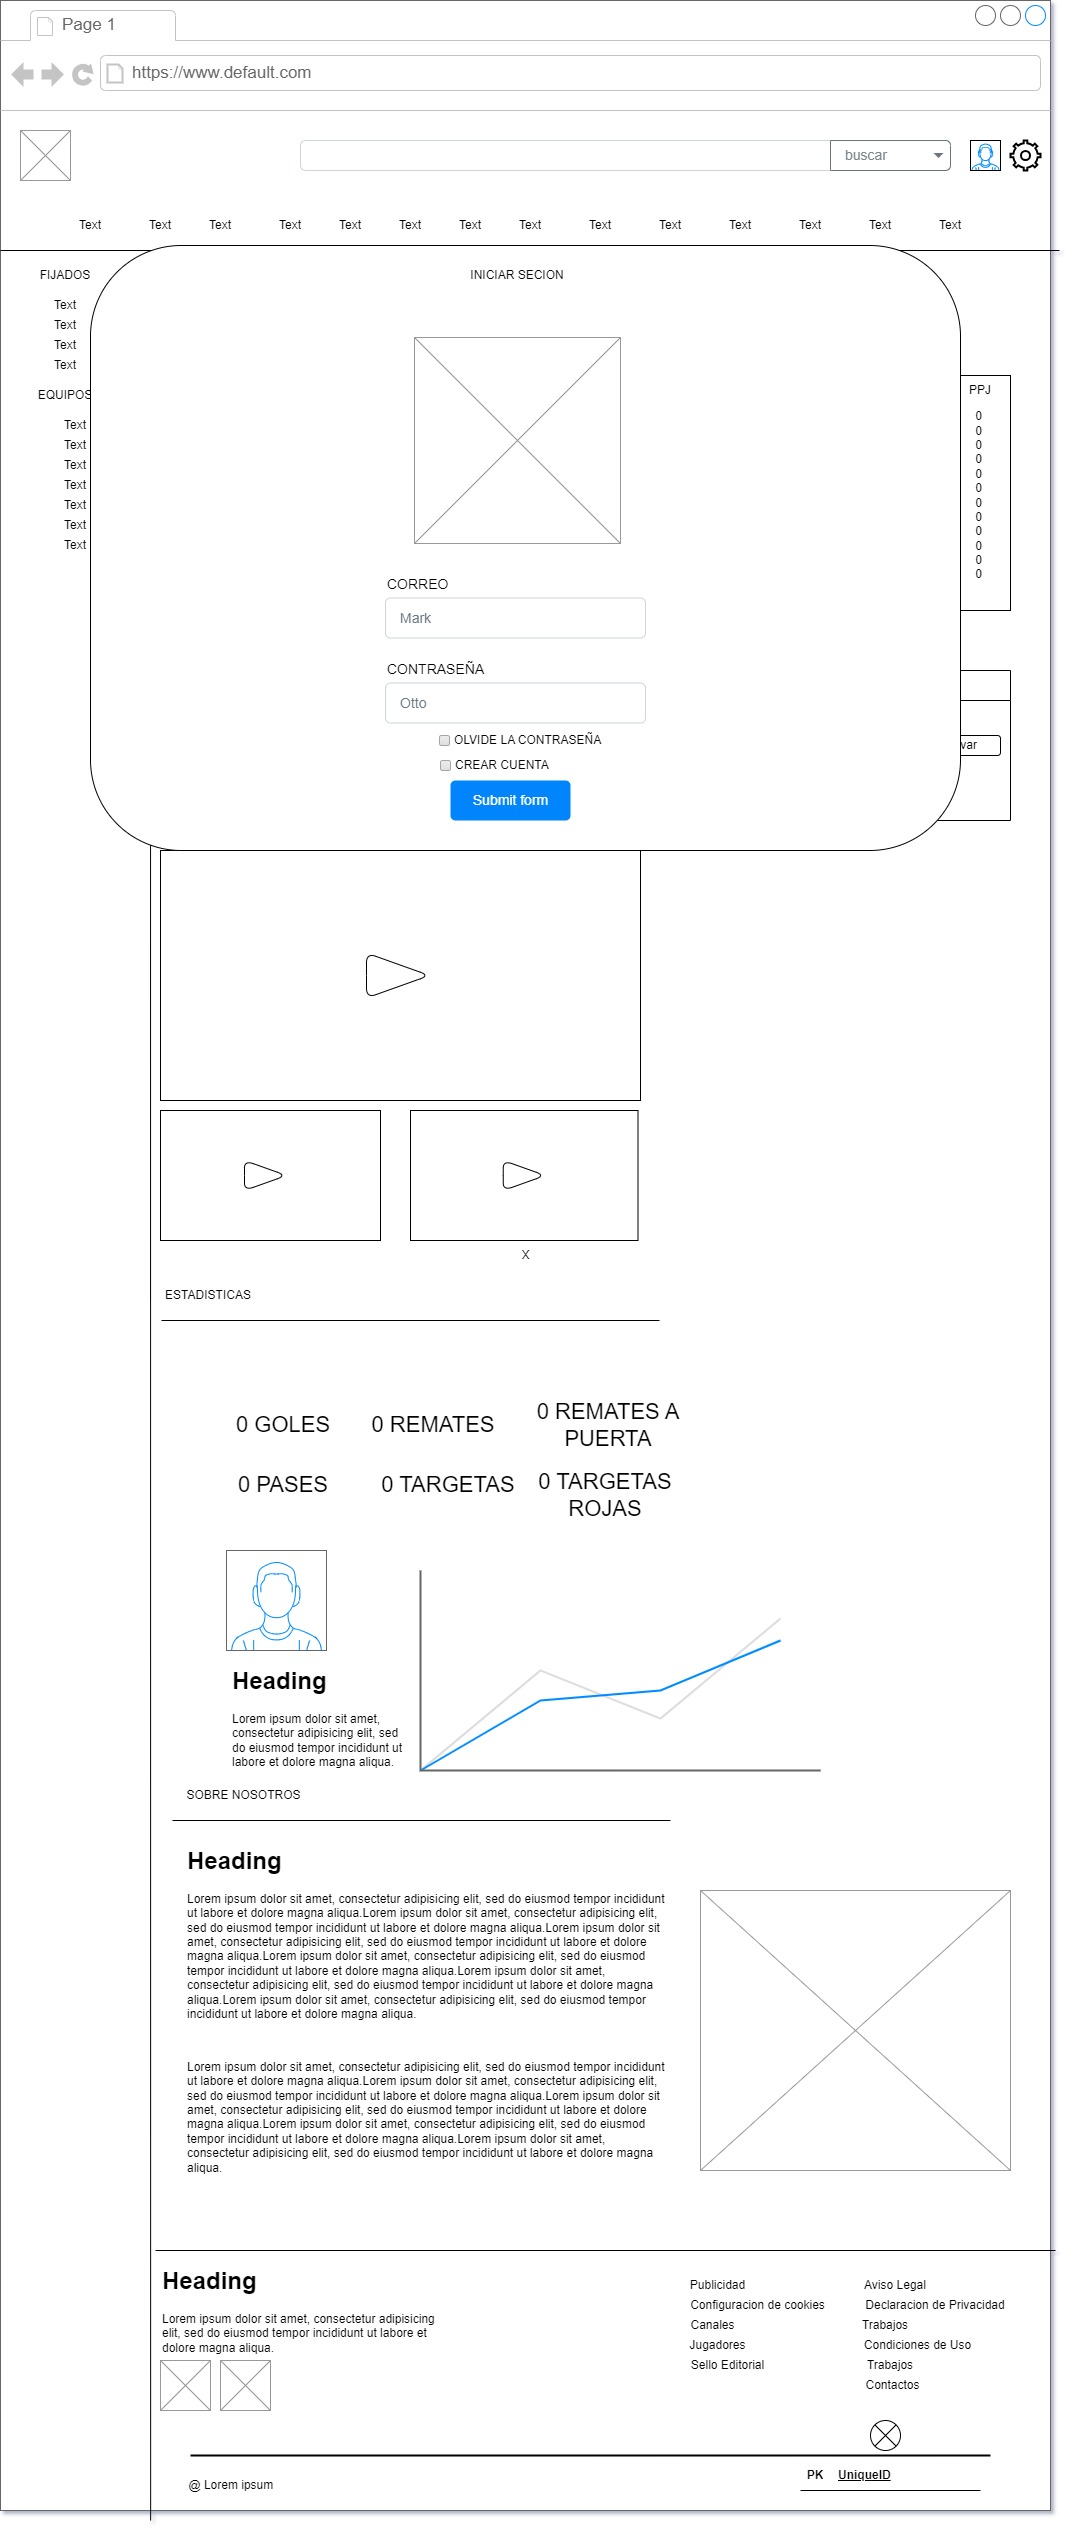 Page 1
https://www.default.com
buscar
Text Text Text Text Text Text Text Text Text Text Text Text Text Text
FIJADOS
Text
Text
Text
Text
EQUIPOS
Text
Text
Text
Text
Text
Text
Text
INICIAR SECION
CORREO
Mark
CONTRASEÑA
Otto
OLVIDE LA CONTRASEÑA
CREAR CUENTA
Submit form
PPJ
0
0
0
0
0
0
0
0
0
0
0
0
var
X
ESTADISTICAS
0 GOLES
0 REMATES
0 REMATES A
PUERTA
0 PASES
0 TARGETAS
0 TARGETAS
ROJAS
Heading
Lorem ipsum dolor sit amet,
consectetur adipisicing elit, sed
do eiusmod tempor incididunt ut
labore et dolore magna aliqua.
SOBRE NOSOTROS
Heading
Lorem ipsum dolor sit amet, consectetur adipisicing elit, sed do eiusmod tempor incididunt
ut labore et dolore magna aliqua.Lorem ipsum dolor sit amet, consectetur adipisicing elit,
sed do eiusmod tempor incididunt ut labore et dolore magna aliqua.Lorem ipsum dolor sit
amet, consectetur adipisicing elit, sed do eiusmod tempor incididunt ut labore et dolore
magna aliqua.Lorem ipsum dolor sit amet, consectetur adipisicing elit, sed do eiusmod
tempor incididunt ut labore et dolore magna aliqua.Lorem ipsum dolor sit amet,
consectetur adipisicing elit, sed do eiusmod tempor incididunt ut labore et dolore magna
aliqua.Lorem ipsum dolor sit amet, consectetur adipisicing elit, sed do eiusmod tempor
incididunt ut labore et dolore magna aliqua.
Lorem ipsum dolor sit amet, consectetur adipisicing elit, sed do eiusmod tempor incididunt
ut labore et dolore magna aliqua.Lorem ipsum dolor sit amet, consectetur adipisicing elit,
sed do eiusmod tempor incididunt ut labore et dolore magna aliqua.Lorem ipsum dolor sit
amet, consectetur adipisicing elit, sed do eiusmod tempor incididunt ut labore et dolore
magna aliqua.Lorem ipsum dolor sit amet, consectetur adipisicing elit, sed do eiusmod
tempor incididunt ut labore et dolore magna aliqua.Lorem ipsum dolor sit amet,
consectetur adipisicing elit, sed do eiusmod tempor incididunt ut labore et dolore magna
aliqua.
Heading
Lorem ipsum dolor sit amet, consectetur adipisicing
elit, sed do eiusmod tempor incididunt ut labore et
dolore magna aliqua.
Publicidad
Configuracion de cookies
Canales
Jugadores
Sello Editorial
Aviso Legal
Declaracion de Privacidad
Trabajos
Condiciones de Uso
Trabajos
Contactos
@ Lorem ipsum
PK UniqueID